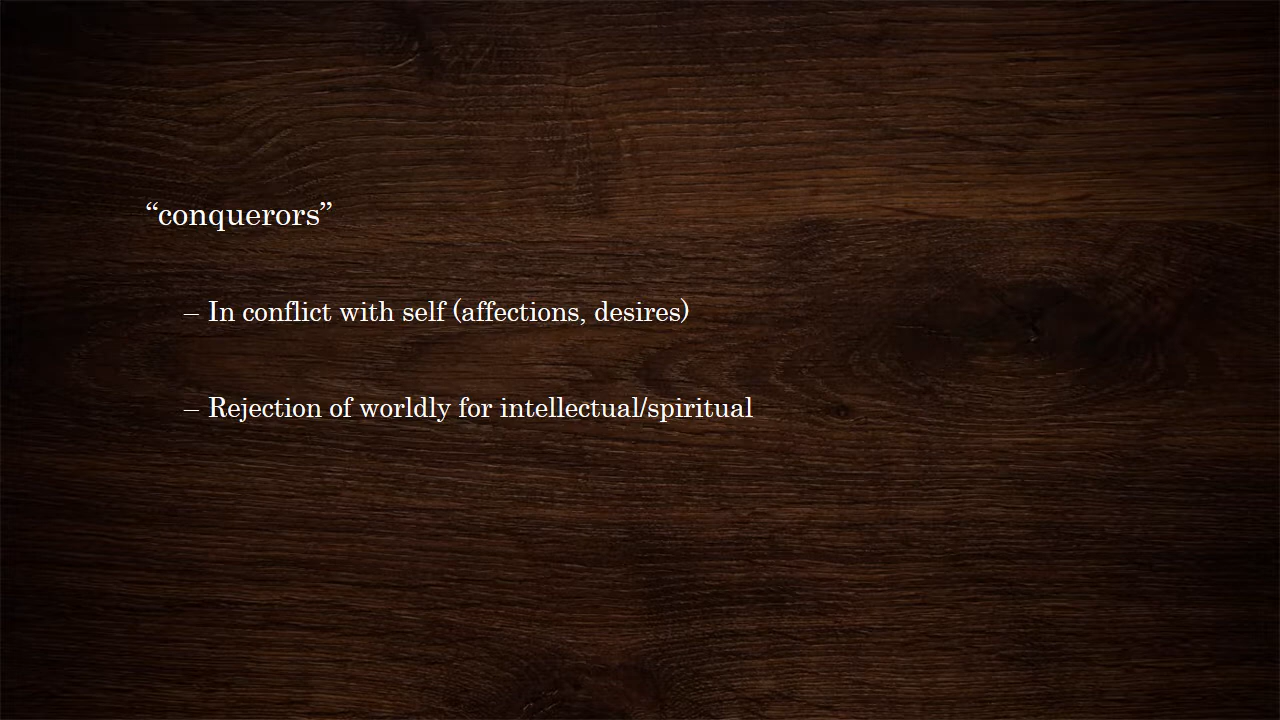 “conquerors”
– In conflict with self (affections, desires)
– Rejection of worldly for intellectual/spiritual